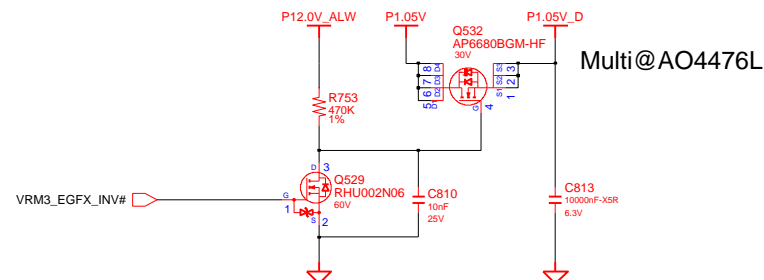 P12.0V_ALW
P1.05V
P1.05V_D
Q532
AP6680BGM-HF
30V
Multi@AO4476L
8 D4
7 D3
6 D2
5 D1
S3 3
S2 2
S1 1
G 4
R753
470K
1%
D 3
Q529
RHU002N06
60V
VRM3_EGFX_INV#
G
1
S 2
C810
10nF
25V
C813
10000nF-X5R
6.3V